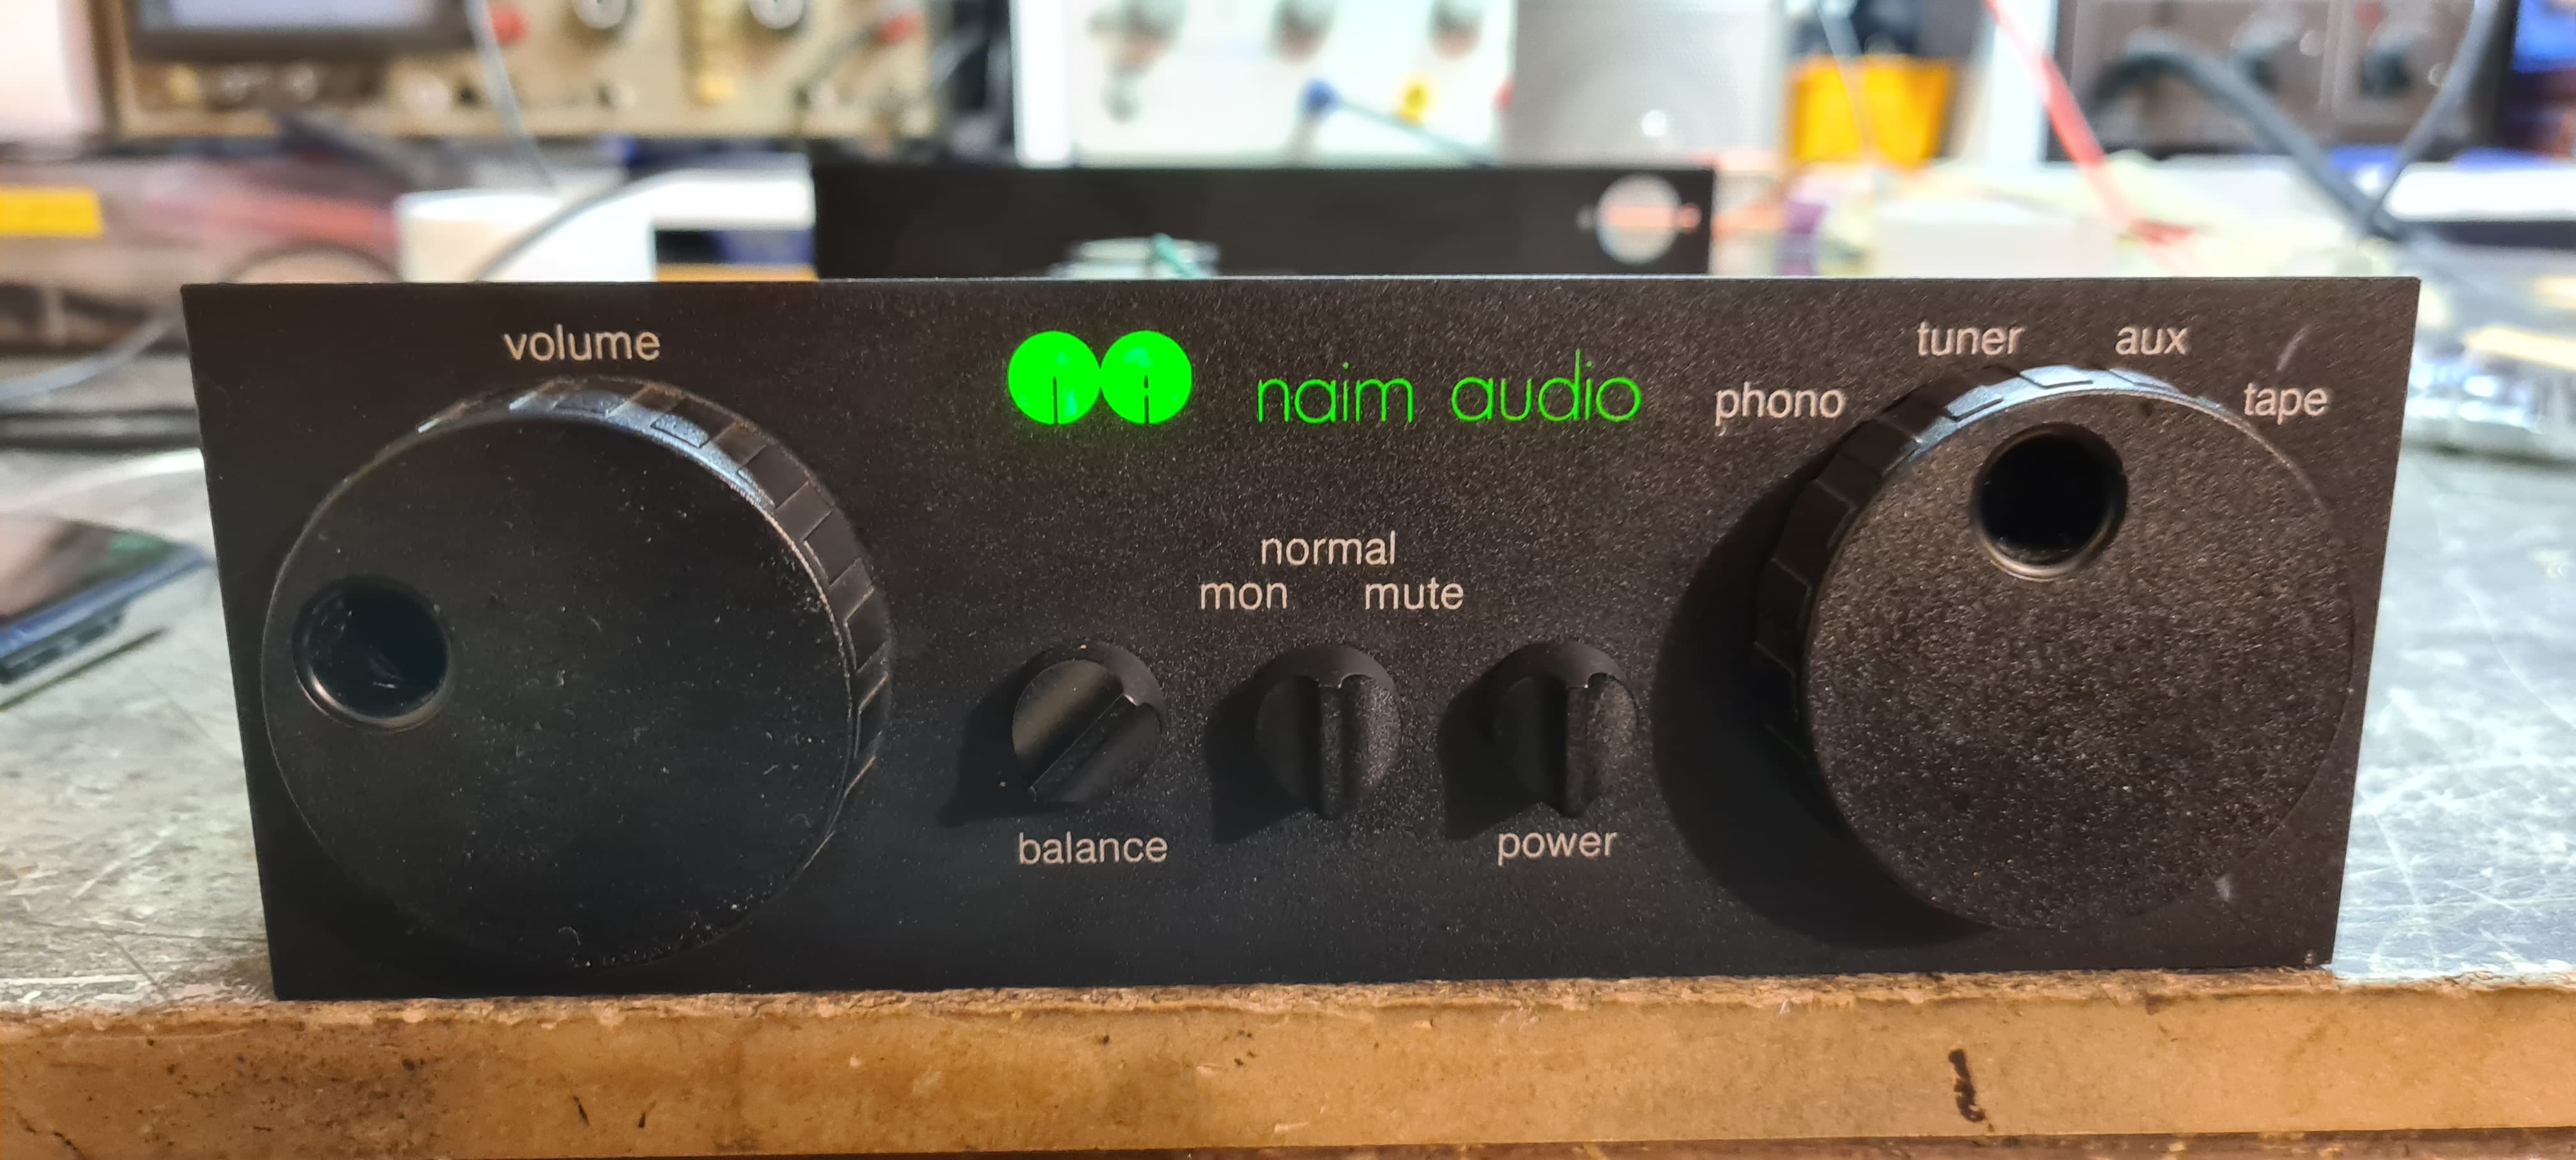 volume
naim audio
phono
tuner
aux
tape
normal
mon mute
balance
power